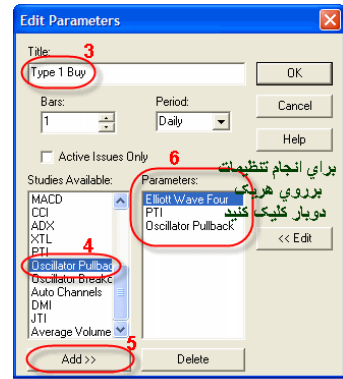 Edit Parameters
3
Title:
Type 1 Buy
OK
Bars:
Period:
1
Daily
Cancel
Help
Active Issues Only
6
براي انجام تنظيمات
برروي هريک
دوبار کليک کنيد
Studies Available:
Parameters:
MACD
CCI
ADX
XTL
PTI
4
Oscillator Pullbac
Oscillator Breakc
Auto Channels
DMI
JTI
Average Volume
Elliott Wave Four
PTI
Oscillator Pullback
<< Edit
5
Add >>
Delete